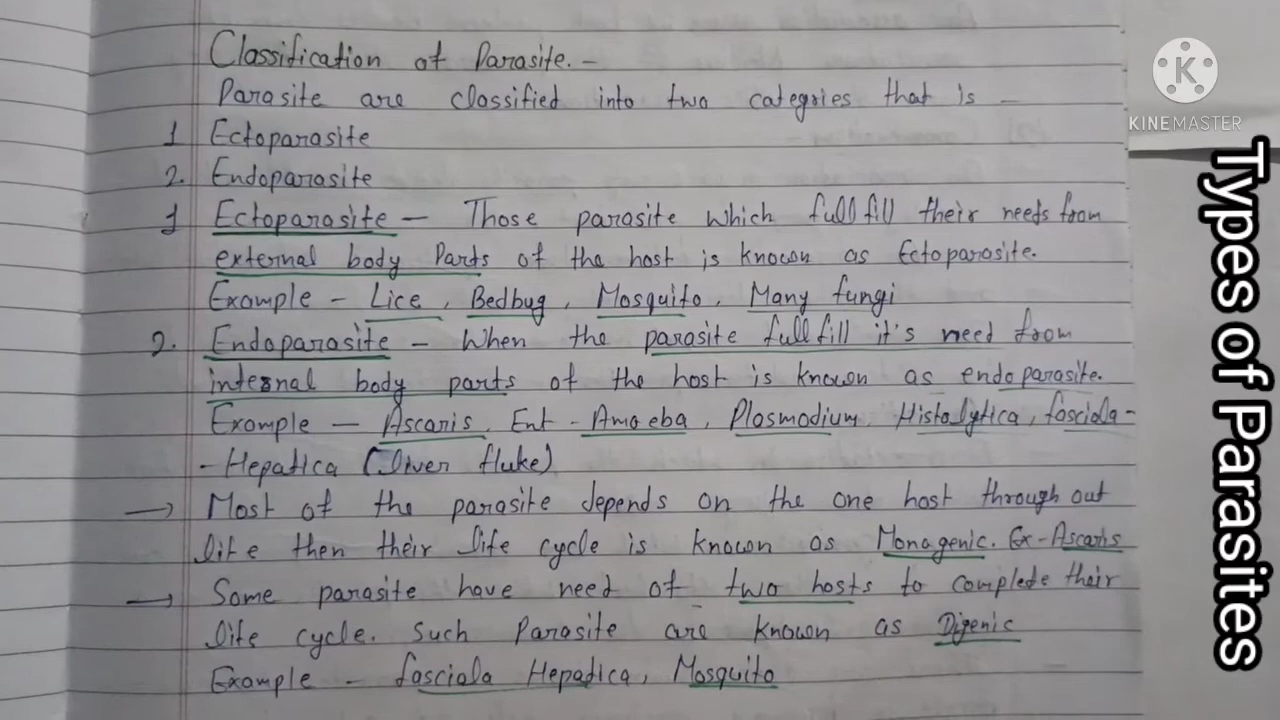 Classification of Parasite. -
Parasite are classified into two categries that is -
1 Ectoparasite
2. Endoparasite
1 Ectoparasite - Those parasite which fullfill their needs from
external body Parts of the host is known as Ectoparasite.
Example - Lice, Bedbug, Mosquito, Many fungi
2. Endoparasite - When the parasite fullfill it's need from
internal body parts of the host is known as endoparasite.
Example - Ascaris, Ent - Amoeba, Plasmodium, Histolytica, fasciola -
- Hepatica (Liver fluke)
→ Most of the parasite depends on the one host through out
life then their life cycle is known as Monogenic. Ex - Ascaris
→ Some parasite have need of two hosts to complete their
life cycle. Such Parasite are known as Digenic
Example - fasciola Hepatica, Mosquito
K
KINEMASTER
Types of Parasites